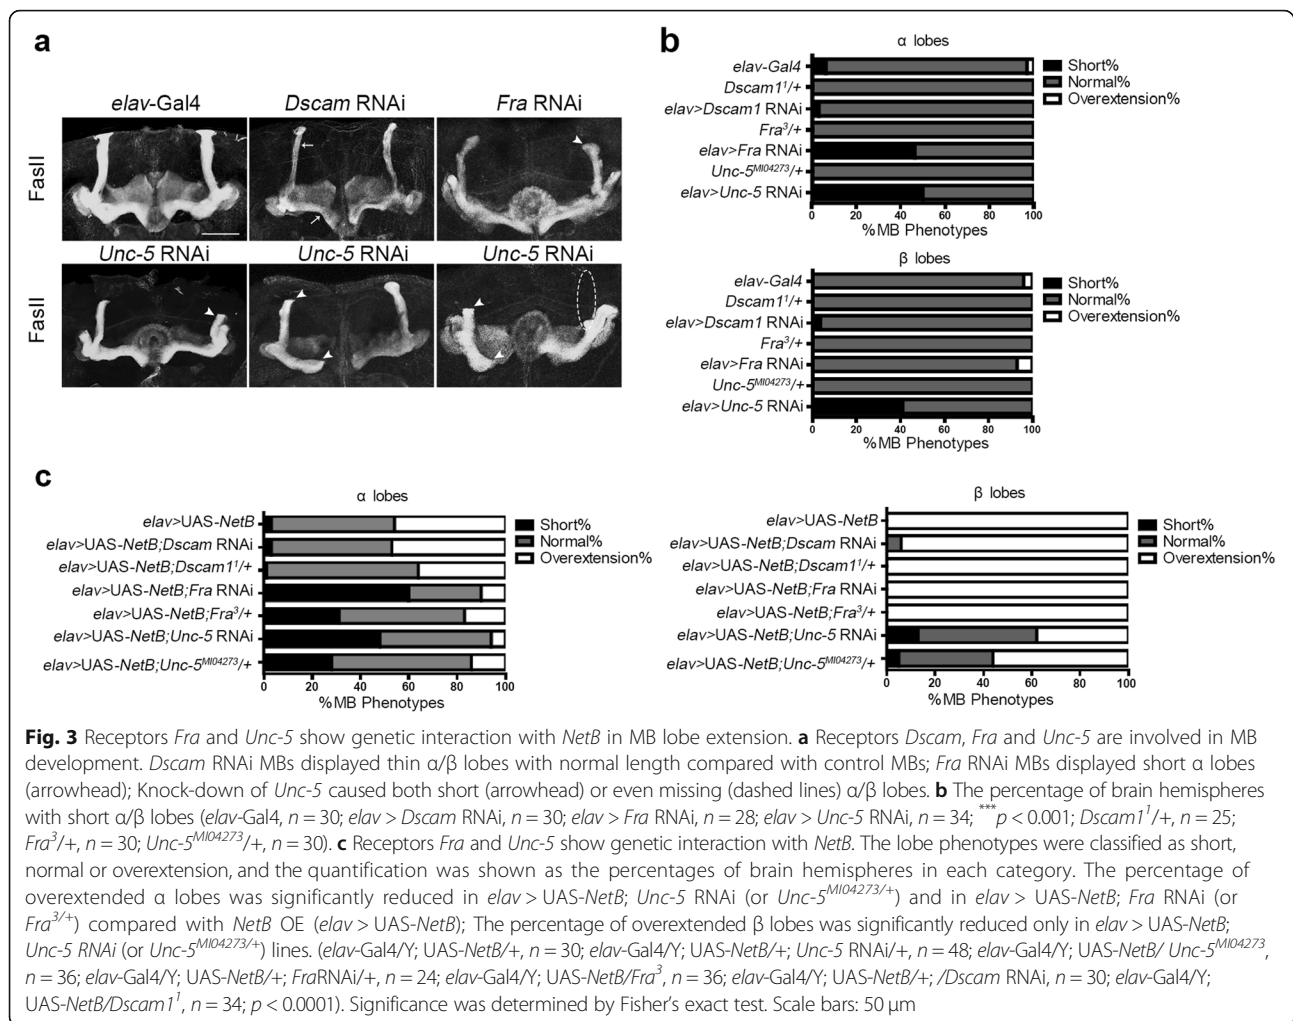 a
elav-Gal4 Dscam RNAi Fra RNAi
FasII
Unc-5 RNAi Unc-5 RNAi Unc-5 RNAi
FasII
b
α lobes
elav-Gal4
Dscam1¹/+
elav>Dscam1 RNAi
Fra³/+
elav>Fra RNAi
Unc-5ᴹᴵ⁰⁴²⁷³/+
elav>Unc-5 RNAi
Short%
Normal%
Overextension%
0 20 40 60 80 100
%MB Phenotypes
β lobes
elav-Gal4
Dscam1¹/+
elav>Dscam1 RNAi
Fra³/+
elav>Fra RNAi
Unc-5ᴹᴵ⁰⁴²⁷³/+
elav>Unc-5 RNAi
Short%
Normal%
Overextension%
0 20 40 60 80 100
%MB Phenotypes
c
α lobes
elav>UAS-NetB
elav>UAS-NetB;Dscam RNAi
elav>UAS-NetB;Dscam1¹/+
elav>UAS-NetB;Fra RNAi
elav>UAS-NetB;Fra³/+
elav>UAS-NetB;Unc-5 RNAi
elav>UAS-NetB;Unc-5ᴹᴵ⁰⁴²⁷³/+
Short%
Normal%
Overextension%
0 20 40 60 80 100
%MB Phenotypes
β lobes
elav>UAS-NetB
elav>UAS-NetB;Dscam RNAi
elav>UAS-NetB;Dscam1¹/+
elav>UAS-NetB;Fra RNAi
elav>UAS-NetB;Fra³/+
elav>UAS-NetB;Unc-5 RNAi
elav>UAS-NetB;Unc-5ᴹᴵ⁰⁴²⁷³/+
Short%
Normal%
Overextension%
0 20 40 60 80 100
%MB Phenotypes
Fig. 3 Receptors Fra and Unc-5 show genetic interaction with NetB in MB lobe extension. a Receptors Dscam, Fra and Unc-5 are involved in MB
development. Dscam RNAi MBs displayed thin α/β lobes with normal length compared with control MBs; Fra RNAi MBs displayed short α lobes
(arrowhead); Knock-down of Unc-5 caused both short (arrowhead) or even missing (dashed lines) α/β lobes. b The percentage of brain hemispheres
with short α/β lobes (elav-Gal4, n = 30; elav > Dscam RNAi, n = 30; elav > Fra RNAi, n = 28; elav > Unc-5 RNAi, n = 34; ***p < 0.001; Dscam1¹/+, n = 25;
Fra³/+, n = 30; Unc-5ᴹᴵ⁰⁴²⁷³/+, n = 30). c Receptors Fra and Unc-5 show genetic interaction with NetB. The lobe phenotypes were classified as short,
normal or overextension, and the quantification was shown as the percentages of brain hemispheres in each category. The percentage of
overextended α lobes was significantly reduced in elav > UAS-NetB; Unc-5 RNAi (or Unc-5ᴹᴵ⁰⁴²⁷³ᐟ⁺) and in elav > UAS-NetB; Fra RNAi (or
Fra³ᐟ⁺) compared with NetB OE (elav > UAS-NetB); The percentage of overextended β lobes was significantly reduced only in elav > UAS-NetB;
Unc-5 RNAi (or Unc-5ᴹᴵ⁰⁴²⁷³ᐟ⁺) lines. (elav-Gal4/Y; UAS-NetB/+, n = 30; elav-Gal4/Y; UAS-NetB/+; Unc-5 RNAi/+, n = 48; elav-Gal4/Y; UAS-NetB/ Unc-5ᴹᴵ⁰⁴²⁷³,
n = 36; elav-Gal4/Y; UAS-NetB/+; FraRNAi/+, n = 24; elav-Gal4/Y; UAS-NetB/Fra³, n = 36; elav-Gal4/Y; UAS-NetB/+; /Dscam RNAi, n = 30; elav-Gal4/Y;
UAS-NetB/Dscam1¹, n = 34; p < 0.0001). Significance was determined by Fisher's exact test. Scale bars: 50 μm